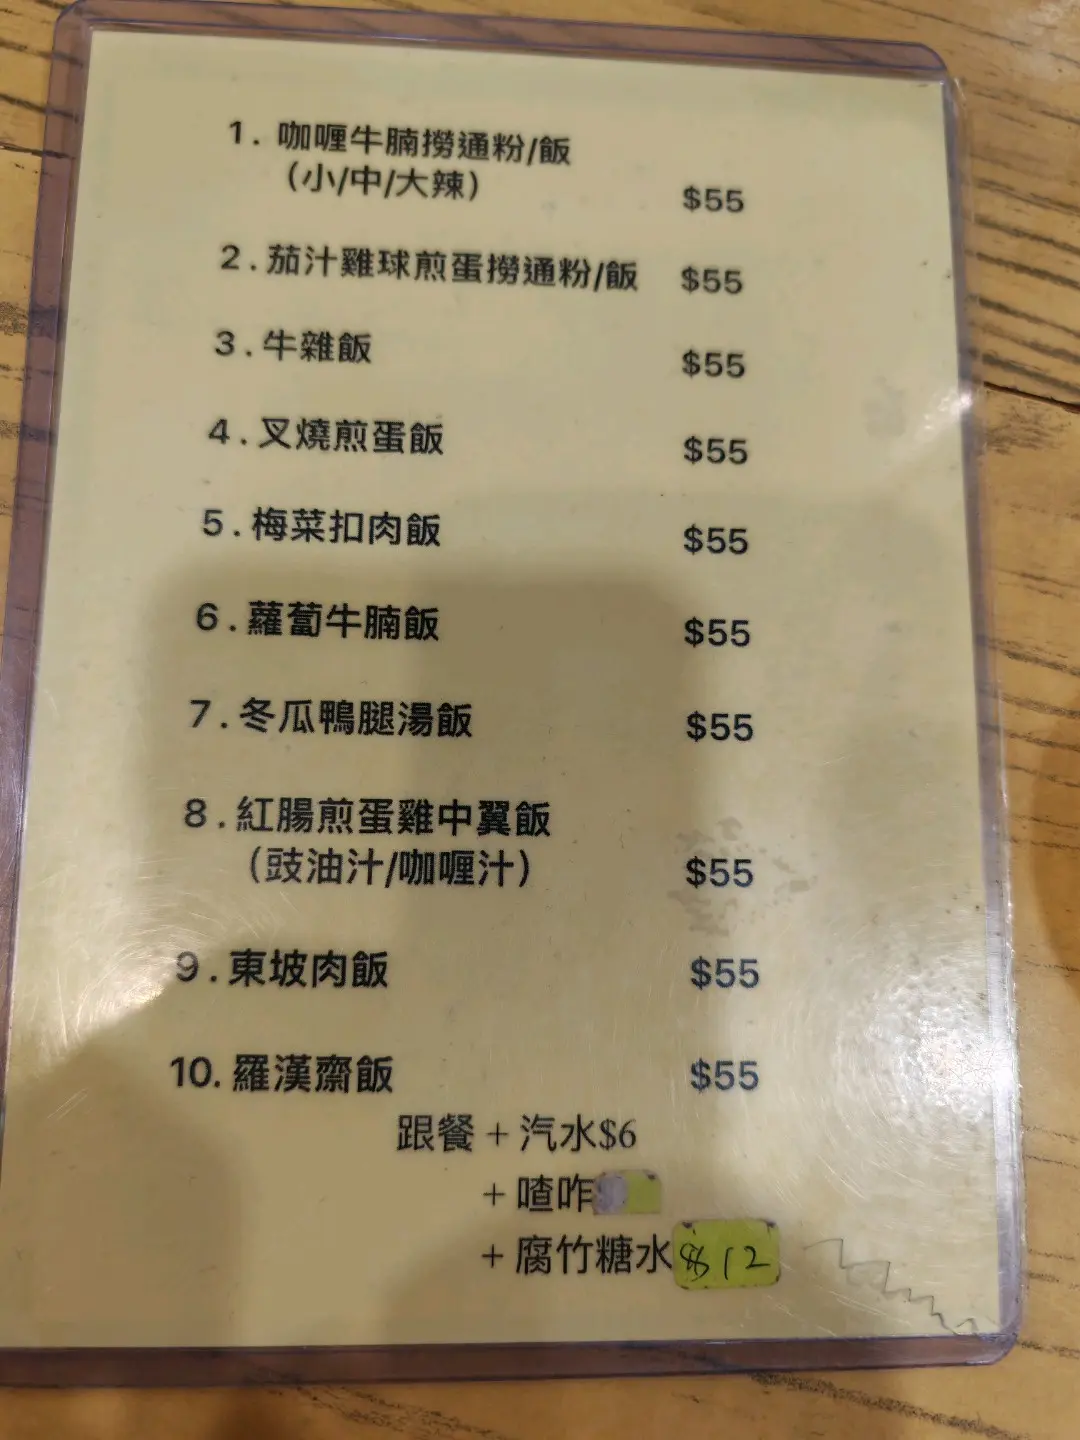 1. 咖喱牛腩撈通粉/飯
（小/中/大辣） $55
2. 茄汁雞球煎蛋撈通粉/飯 $55
3. 牛雜飯 $55
4. 叉燒煎蛋飯 $55
5. 梅菜扣肉飯 $55
6. 蘿蔔牛腩飯 $55
7. 冬瓜鴨腿湯飯 $55
8. 紅腸煎蛋雞中翼飯
（豉油汁/咖喱汁） $55
9. 東坡肉飯 $55
10. 羅漢齋飯 $55
跟餐 + 汽水$6
+ 喳咋
+ 腐竹糖水 $12